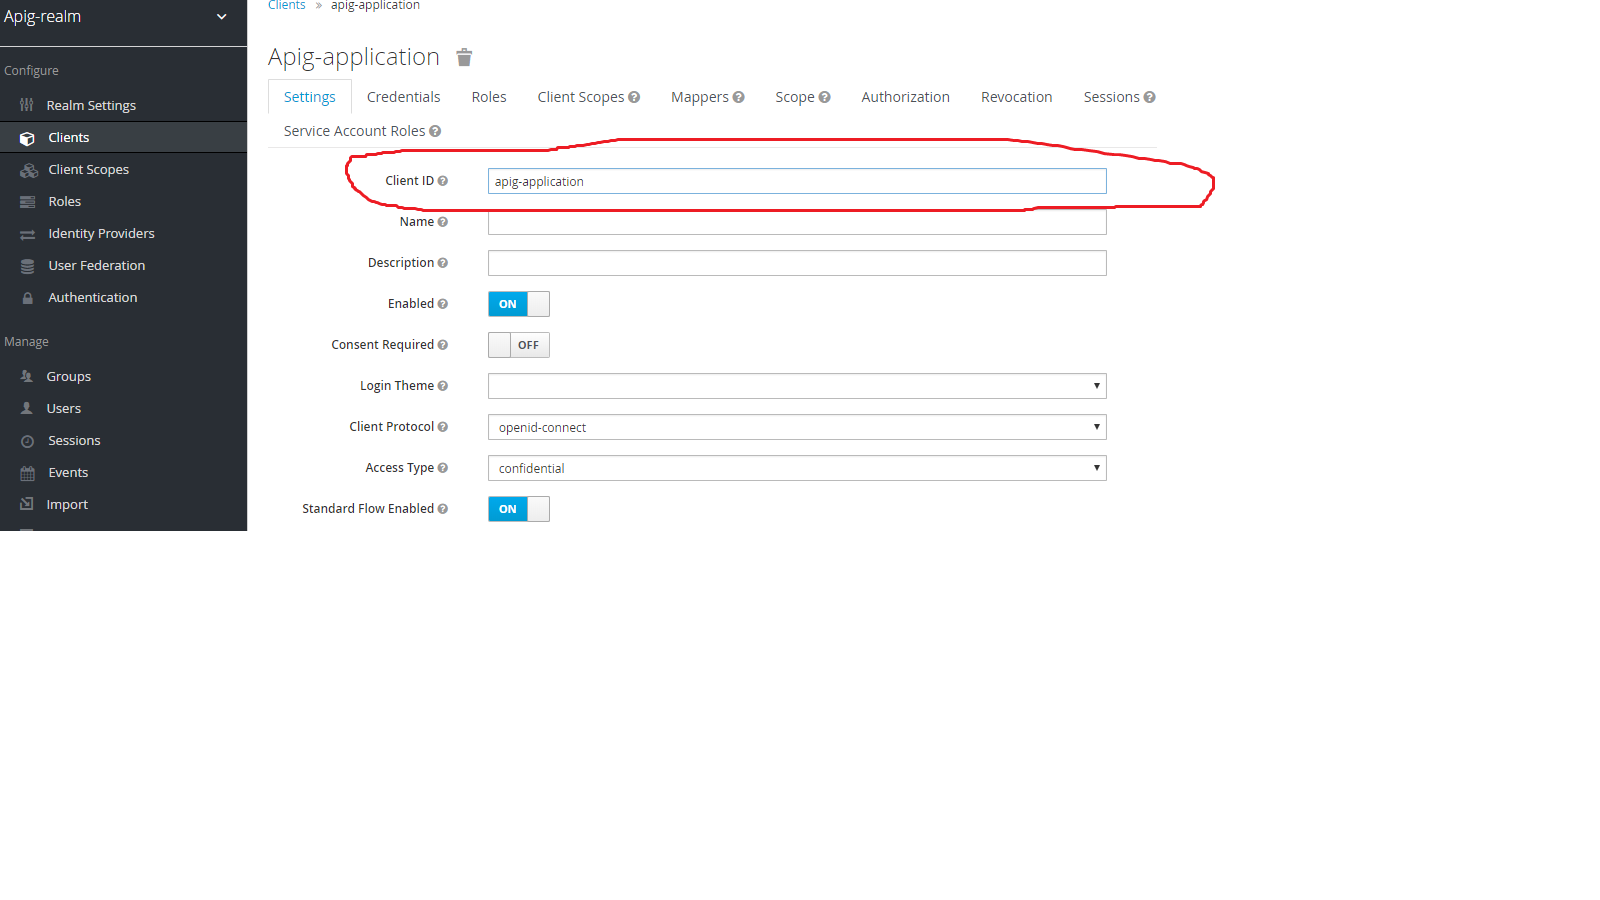 Apig-realm
Configure
Realm Settings
Clients
Client Scopes
Roles
Identity Providers
User Federation
Authentication
Manage
Groups
Users
Sessions
Events
Import
Clients » apig-application
Apig-application
Settings Credentials Roles Client Scopes Mappers Scope Authorization Revocation Sessions
Service Account Roles
Client ID apig-application
Name
Description
Enabled ON
Consent Required OFF
Login Theme
Client Protocol openid-connect
Access Type confidential
Standard Flow Enabled ON